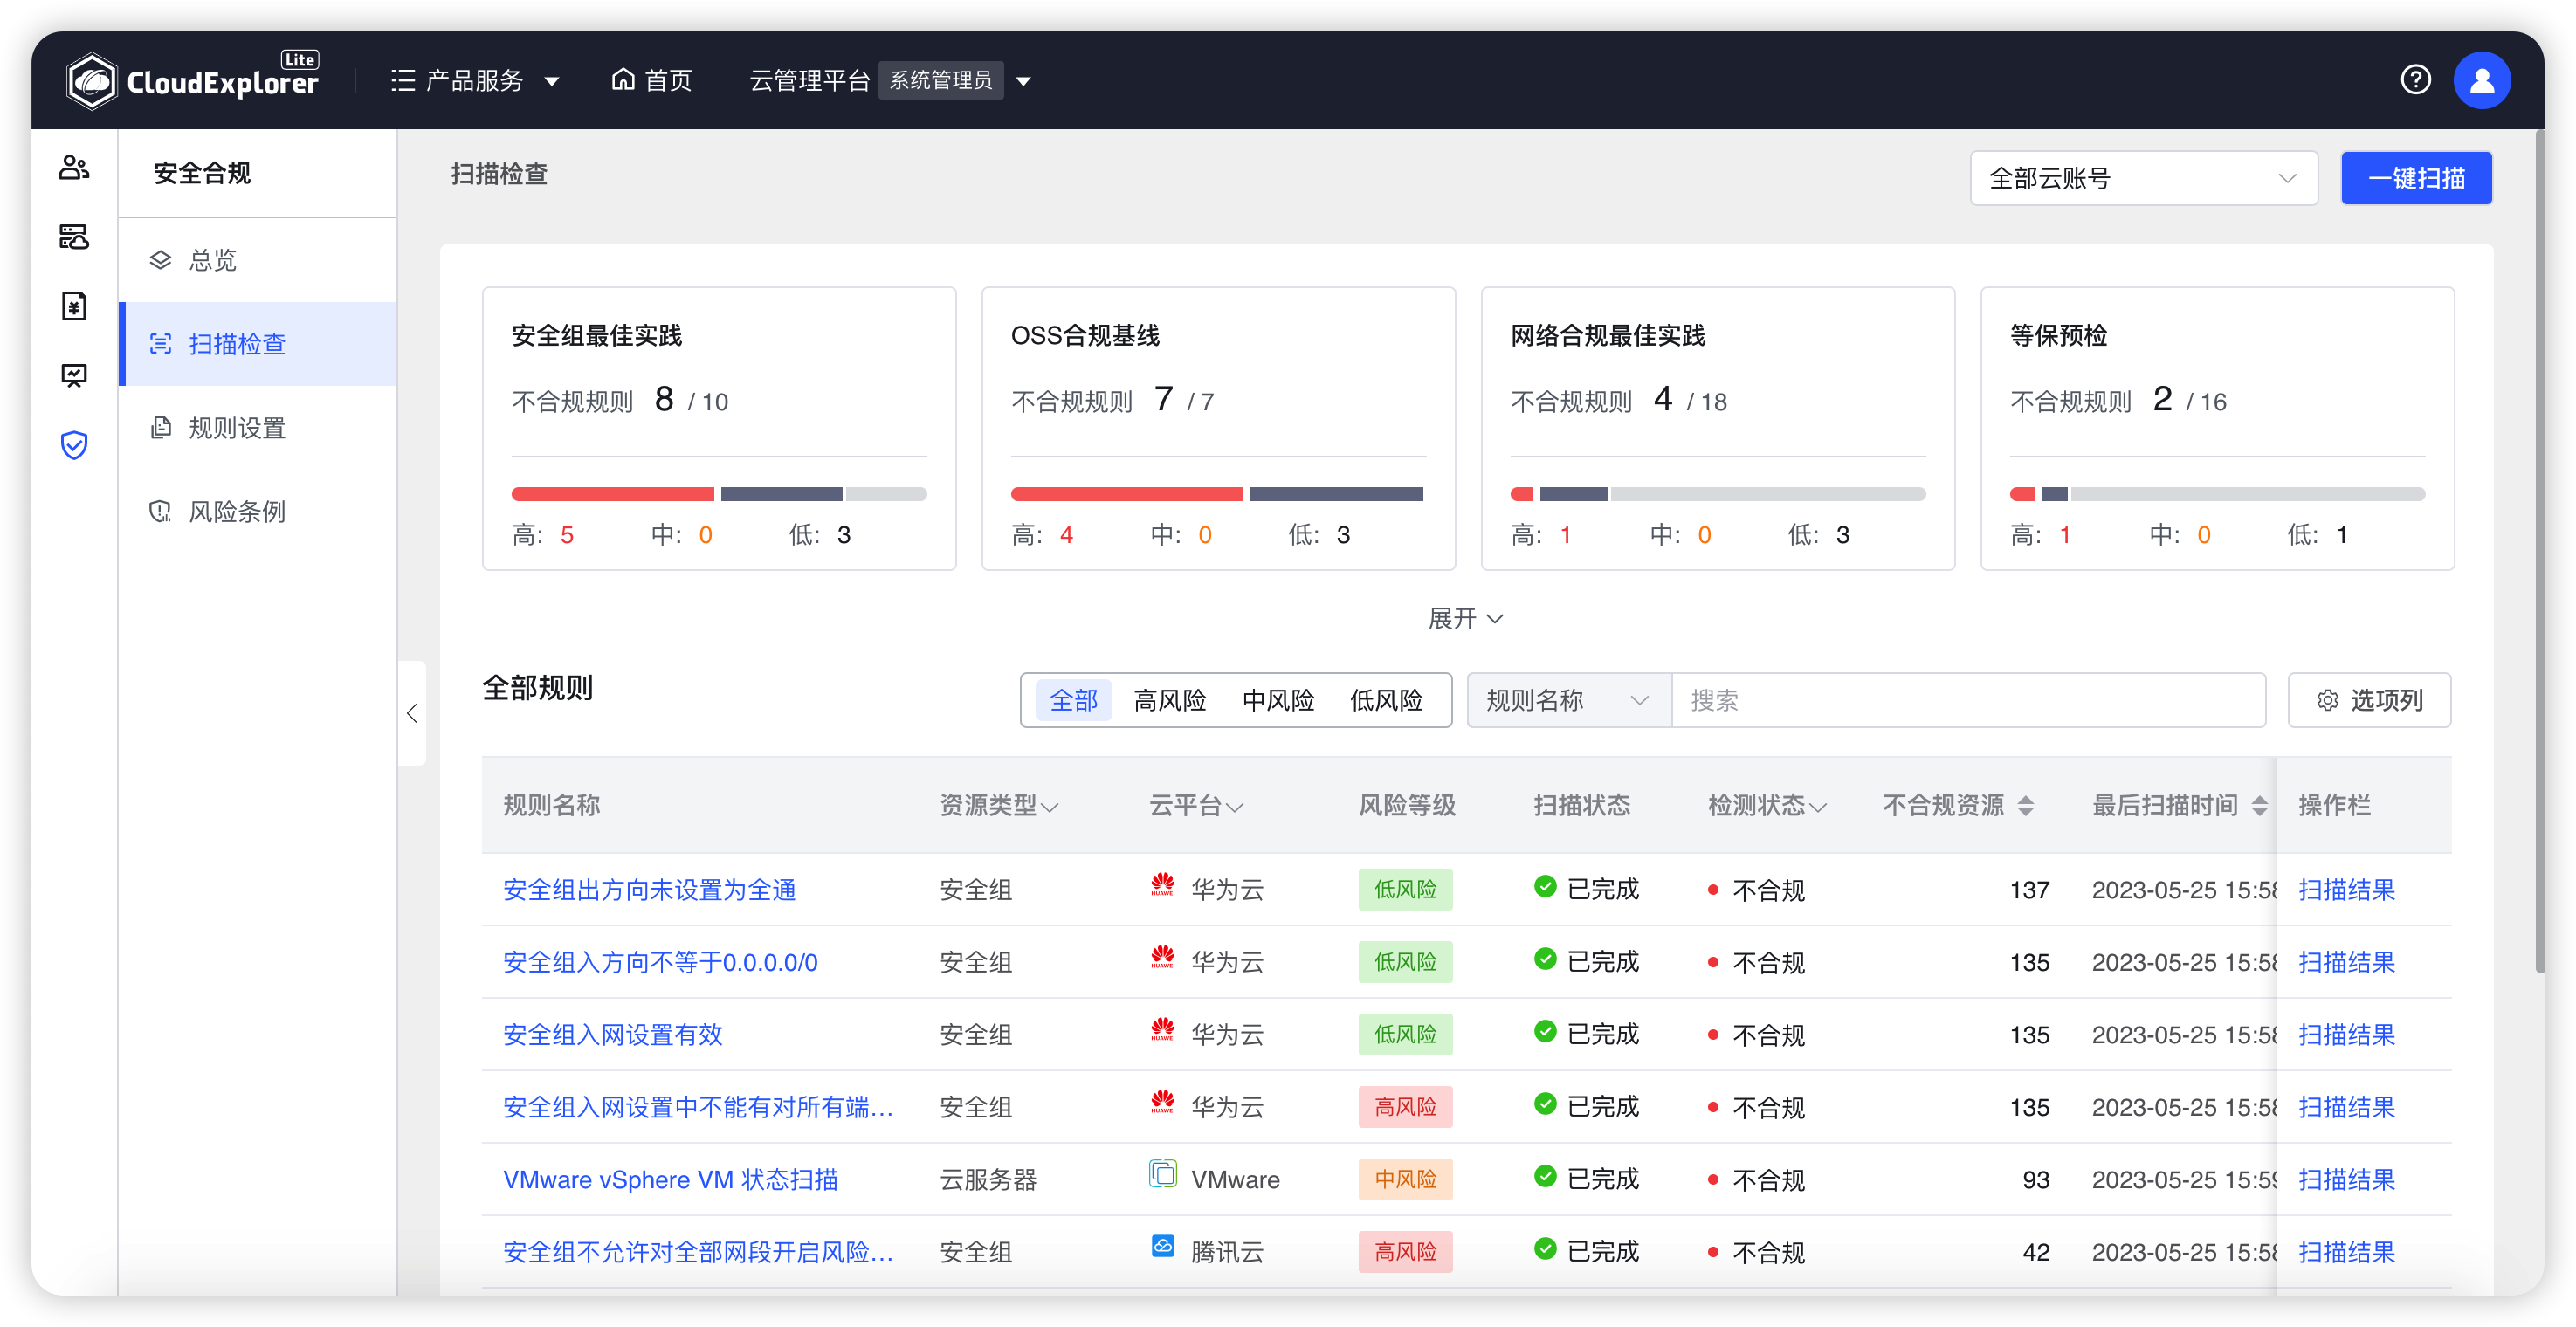 CloudExplorer Lite
产品服务 首页 云管理平台 系统管理员
安全合规
总览
扫描检查
规则设置
风险条例
扫描检查 全部云账号 一键扫描
安全组最佳实践
不合规规则 8 / 10
高: 5 中: 0 低: 3
OSS合规基线
不合规规则 7 / 7
高: 4 中: 0 低: 3
网络合规最佳实践
不合规规则 4 / 18
高: 1 中: 0 低: 3
等保预检
不合规规则 2 / 16
高: 1 中: 0 低: 1
展开
全部规则 全部 高风险 中风险 低风险 规则名称 搜索 选项列
规则名称 资源类型 云平台 风险等级 扫描状态 检测状态 不合规资源 最后扫描时间 操作栏
安全组出方向未设置为全通 安全组 HUAWEI 华为云 低风险 已完成 不合规 137 2023-05-25 15:58 扫描结果
安全组入方向不等于0.0.0.0/0 安全组 HUAWEI 华为云 低风险 已完成 不合规 135 2023-05-25 15:58 扫描结果
安全组入网设置有效 安全组 HUAWEI 华为云 低风险 已完成 不合规 135 2023-05-25 15:58 扫描结果
安全组入网设置中不能有对所有端... 安全组 HUAWEI 华为云 高风险 已完成 不合规 135 2023-05-25 15:58 扫描结果
VMware vSphere VM 状态扫描 云服务器 VMware 中风险 已完成 不合规 93 2023-05-25 15:59 扫描结果
安全组不允许对全部网段开启风险... 安全组 腾讯云 高风险 已完成 不合规 42 2023-05-25 15:58 扫描结果